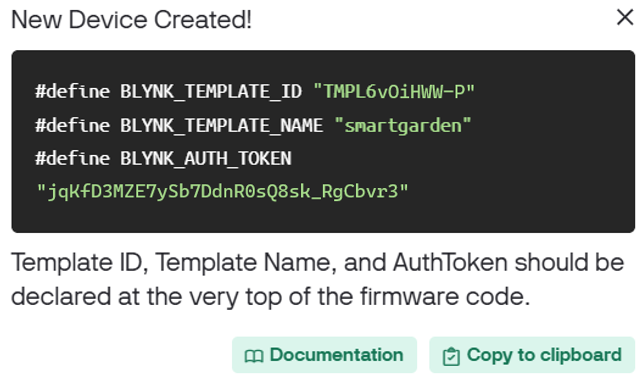 New Device Created!
#define BLYNK_TEMPLATE_ID "TMPL6vOiHWW-P"
#define BLYNK_TEMPLATE_NAME "smartgarden"
#define BLYNK_AUTH_TOKEN
"jqKfD3MZE7ySb7DdnR0sQ8sk_RgCbvr3"
Template ID, Template Name, and AuthToken should be
declared at the very top of the firmware code.
Documentation
Copy to clipboard